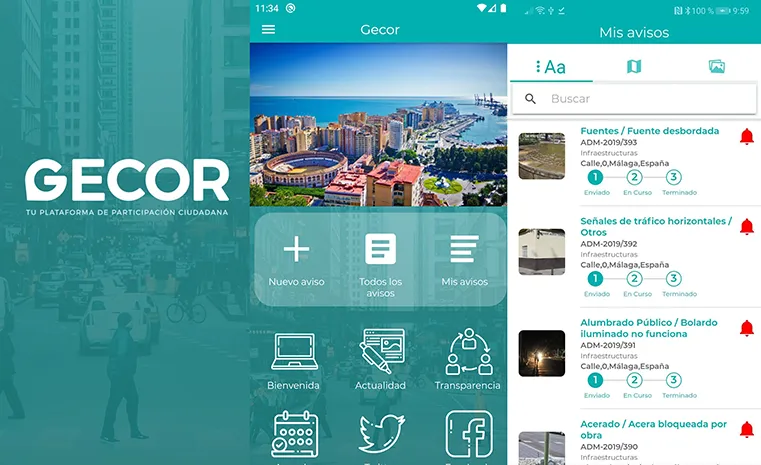 GECOR
TU PLATAFORMA DE PARTICIPACIÓN CIUDADANA
11:34
Gecor
Nuevo aviso
Todos los
avisos
Mis avisos
Bienvenida
Actualidad
Transparencia
100 %
9:59
Mis avisos
Aa
Buscar
Fuentes / Fuente desbordada
ADM-2019/393
Infraestructuras
Calle,0,Málaga,España
1 2 3
Enviado En Curso Terminado
Señales de tráfico horizontales /
Otros
ADM-2019/392
Infraestructuras
Calle,0,Málaga,España
1 2 3
Enviado En Curso Terminado
Alumbrado Público / Bolardo
iluminado no funciona
ADM-2019/391
Infraestructuras
Calle,0,Málaga,España
1 2 3
Enviado En Curso Terminado
Acerado / Acera bloqueada por
obra
ADM-2019/390
Infraestructuras